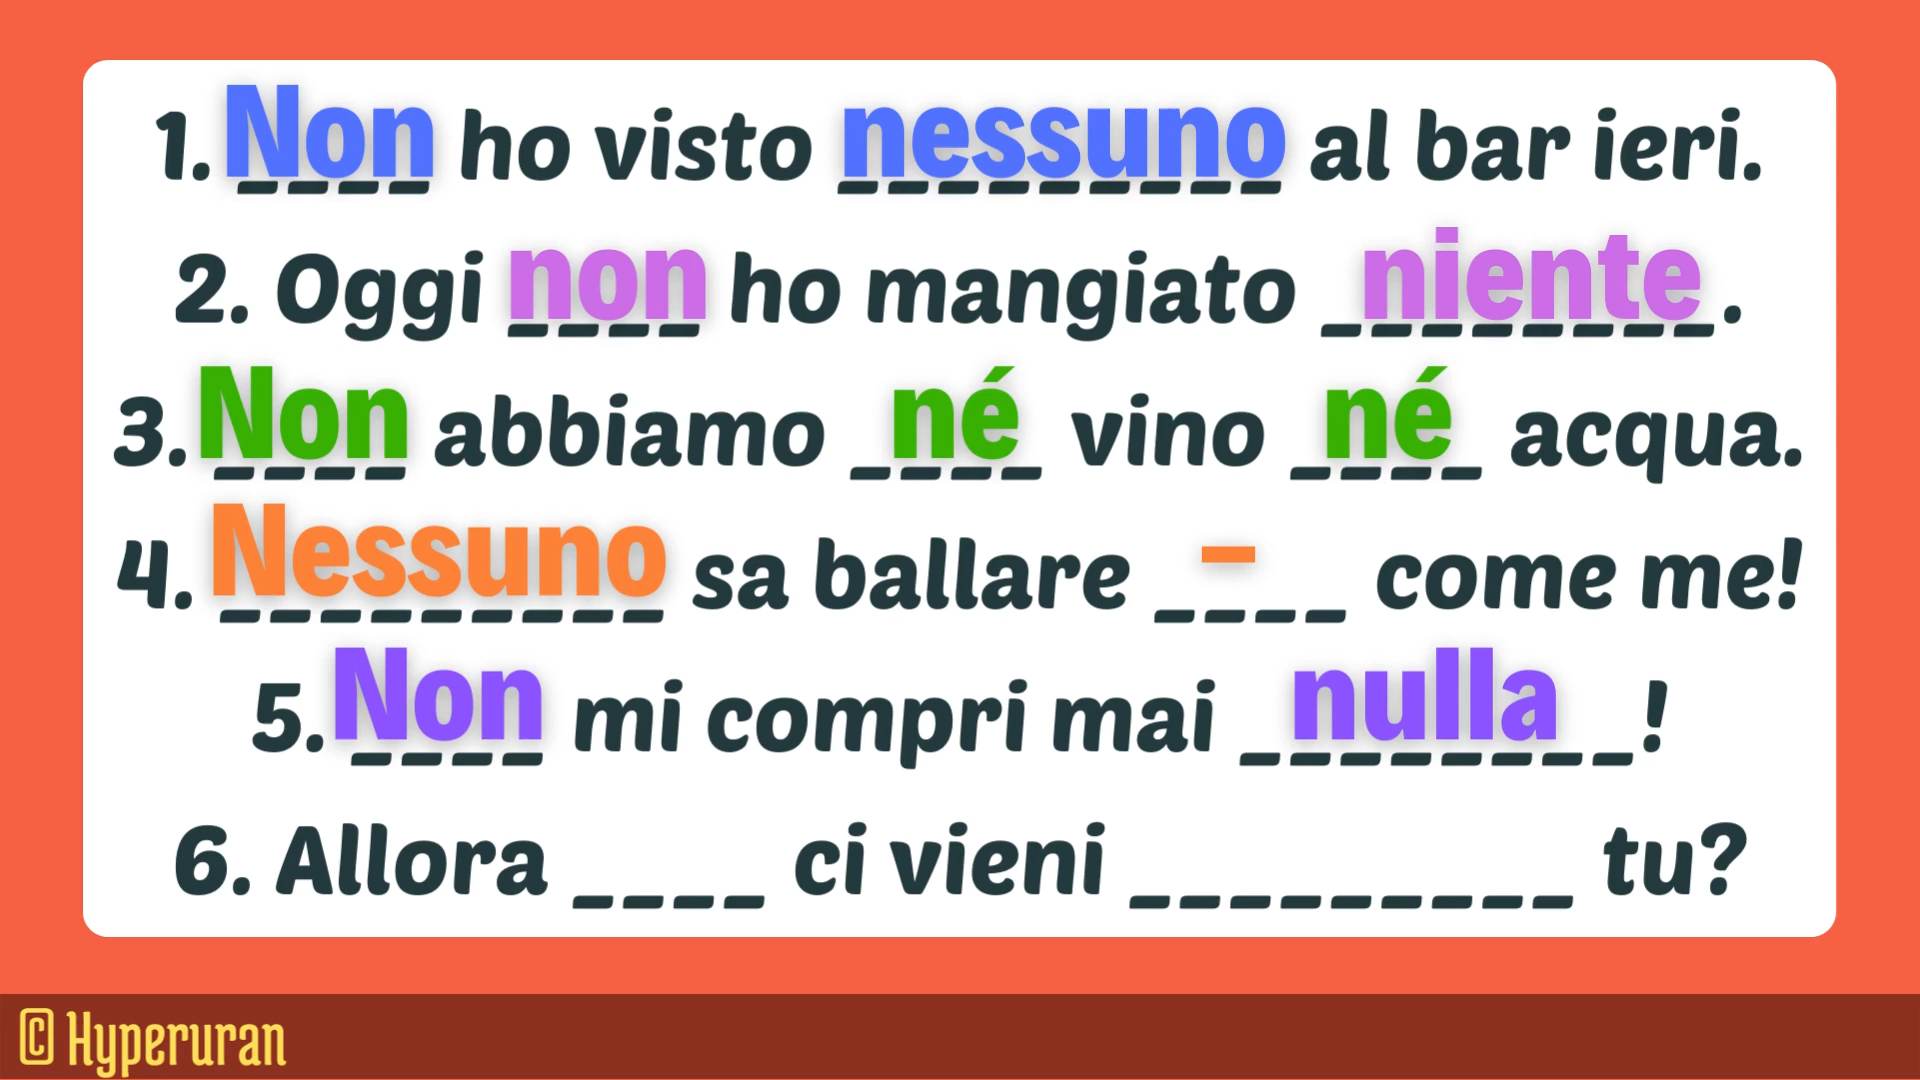 1. Non ho visto nessuno al bar ieri.
2. Oggi non ho mangiato niente.
3. Non abbiamo né vino né acqua.
4. Nessuno sa ballare – come me!
5. Non mi compri mai nulla!
6. Allora ____ ci vieni _________ tu?
© Hyperuran